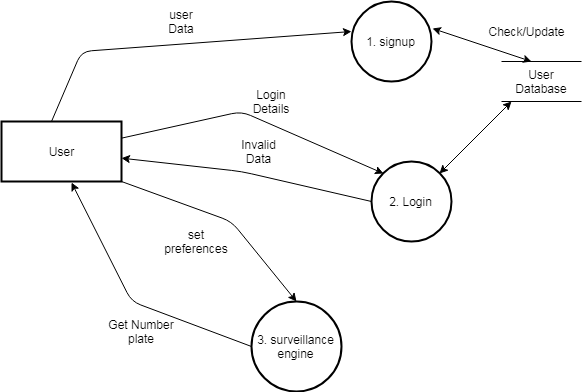 user
Data
1. signup
Check/Update
User
Database
Login
Details
User
Invalid
Data
2. Login
set
preferences
Get Number
plate
3. surveillance
engine